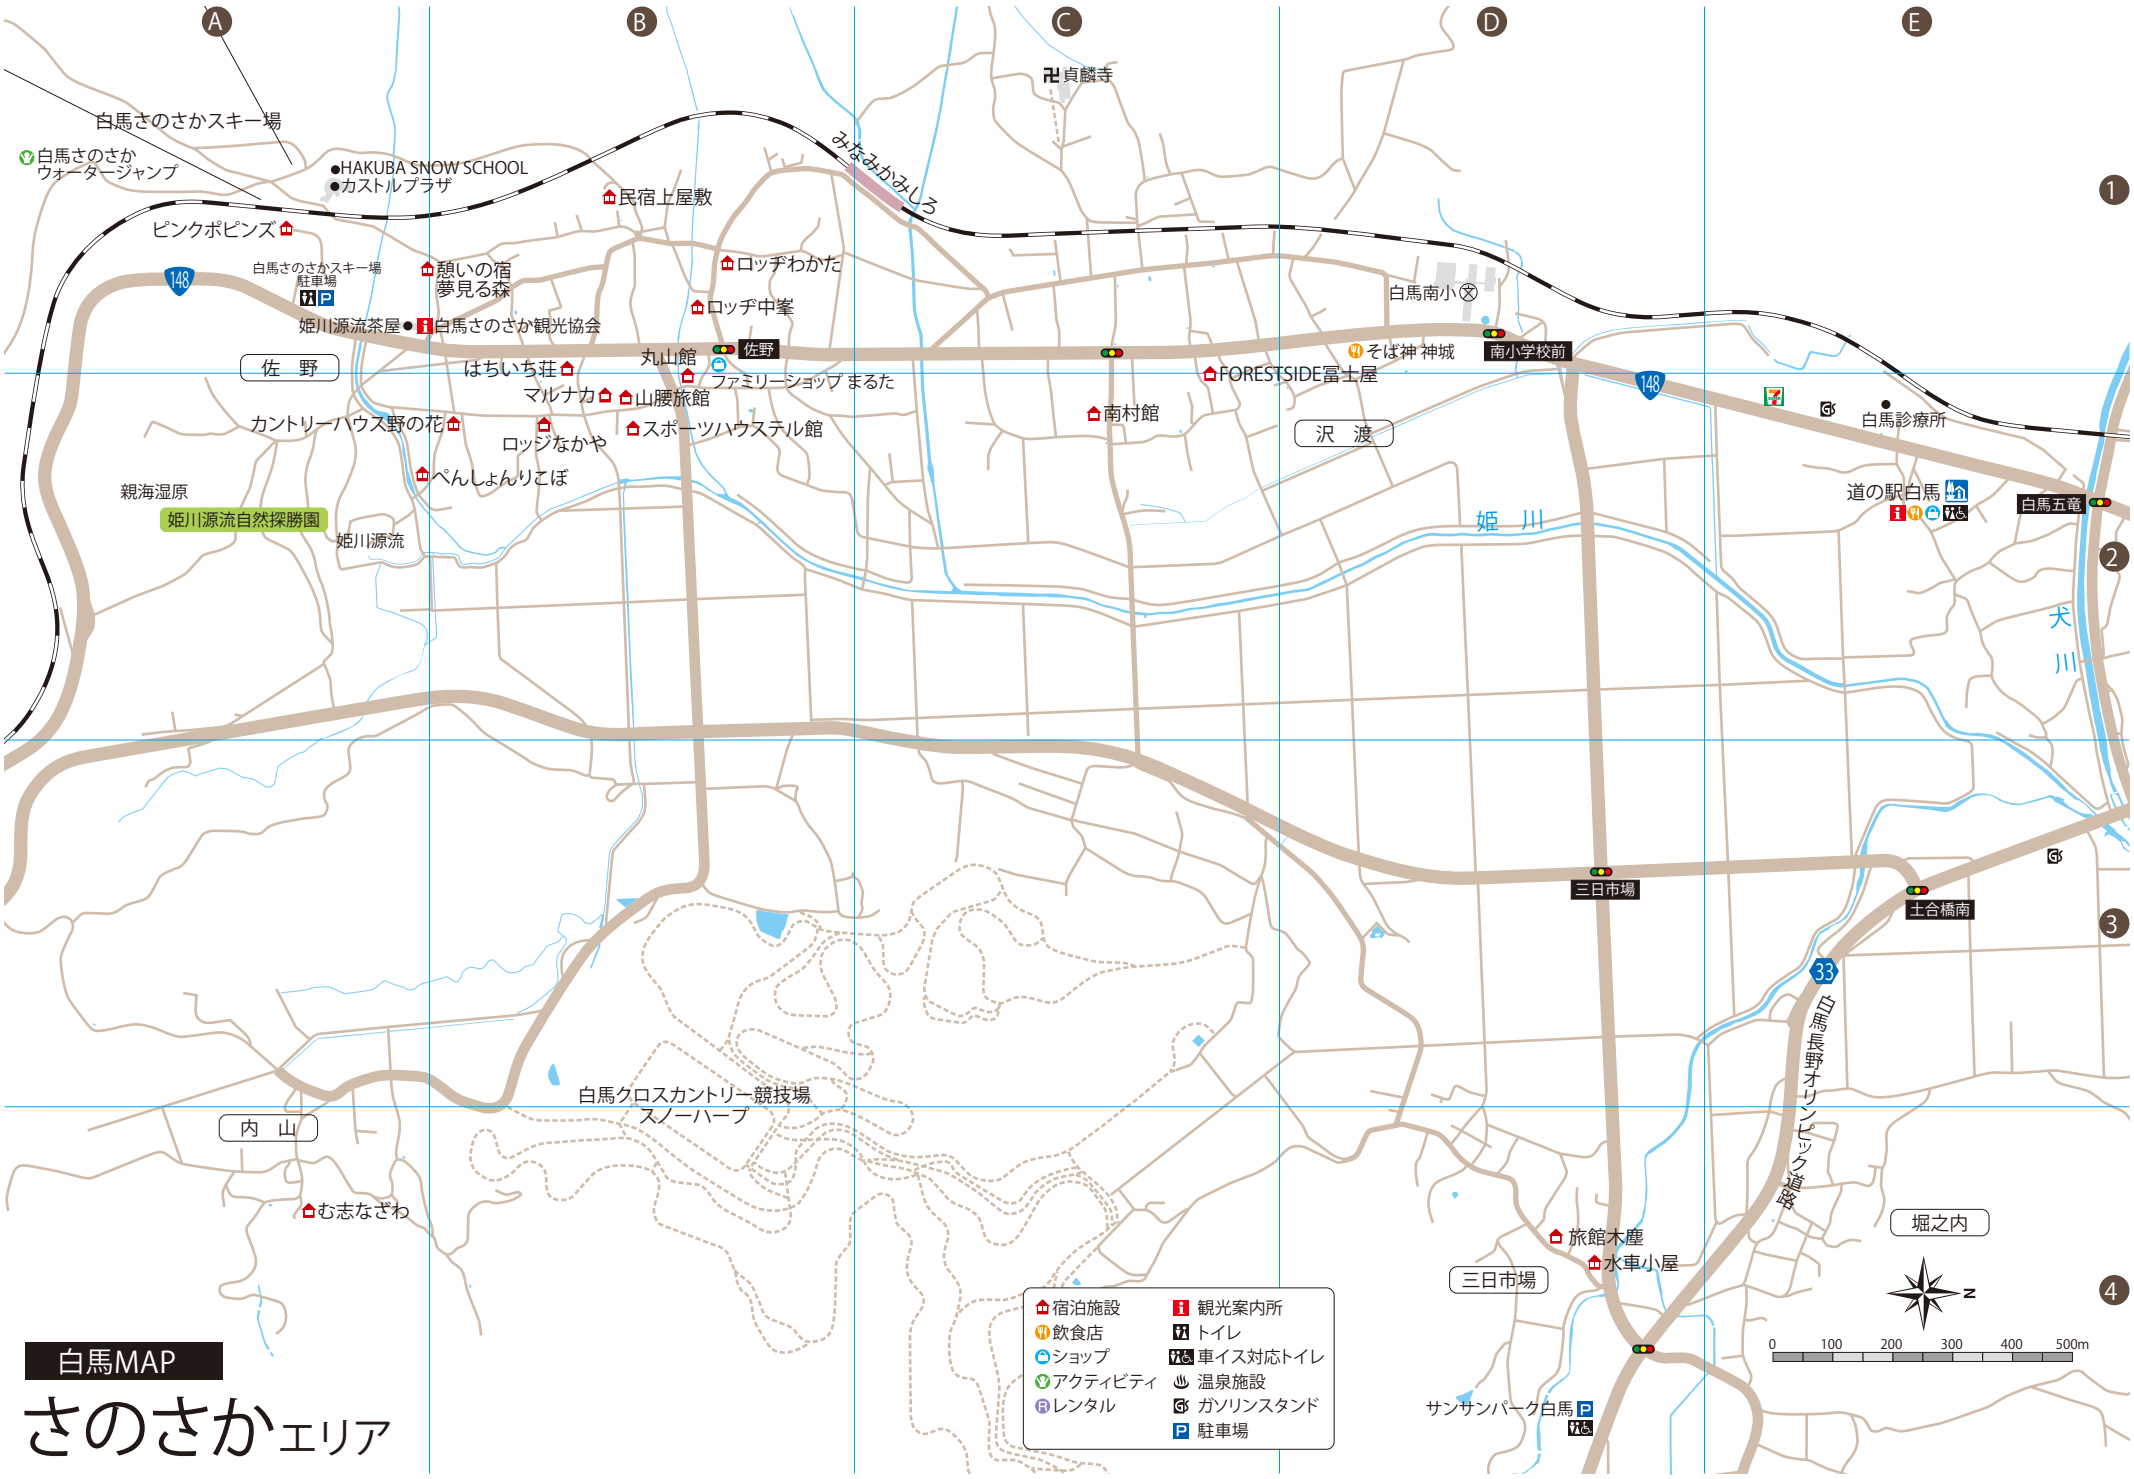 A
B
C
D
E
卍貞麟寺
白馬さのさかスキー場
白馬さのさか
ウォータージャンプ
HAKUBA SNOW SCHOOL
カストルプラザ
みなみかみしろ
1
民宿上屋敷
ピンクポピンズ
148
白馬さのさかスキー場
駐車場
P
憩いの宿
夢見る森
ロッヂわかた
ロッヂ中峯
白馬南小 文
姫川源流茶屋
白馬さのさか観光協会
佐野
丸山館
そば神 神城
南小学校前
佐 野
はちいち荘
ファミリーショップ まるた
FORESTSIDE冨士屋
148
マルナカ
山腰旅館
カントリーハウス野の花
ロッジなかや
スポーツハウステル館
南村館
沢 渡
GS
白馬診療所
ぺんしょんりこぼ
親海湿原
姫川源流自然探勝園
姫川源流
姫 川
道の駅白馬
白馬五竜
2
犬
川
GS
三日市場
土合橋南
3
33
白馬長野オリンピック道路
白馬クロスカントリー競技場
スノーハープ
内 山
む志なざわ
旅館木塵
水車小屋
三日市場
堀之内
N
4
0 100 200 300 400 500m
宿泊施設
飲食店
ショップ
アクティビティ
R レンタル
観光案内所
トイレ
車イス対応トイレ
温泉施設
GS ガソリンスタンド
P 駐車場
サンサンパーク白馬 P
白馬MAP
さのさかエリア